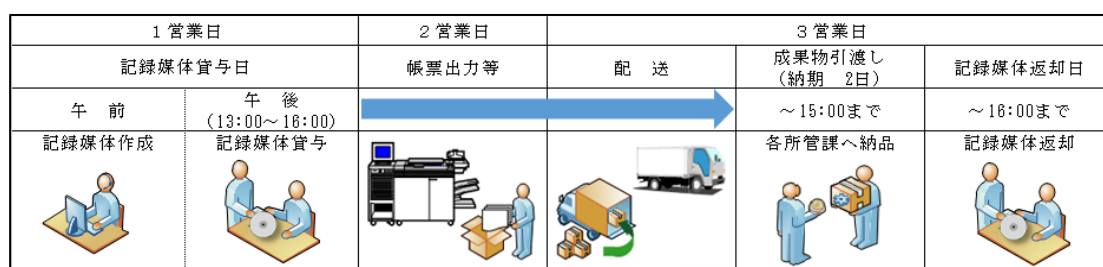 1営業日
2営業日
3営業日
記録媒体貸与日
帳票出力等
配 送
成果物引渡し
(納期 2日)
記録媒体返却日
午 前
午 後
(13:00~16:00)
~15:00まで
~16:00まで
記録媒体作成
記録媒体貸与
各所管課へ納品
記録媒体返却